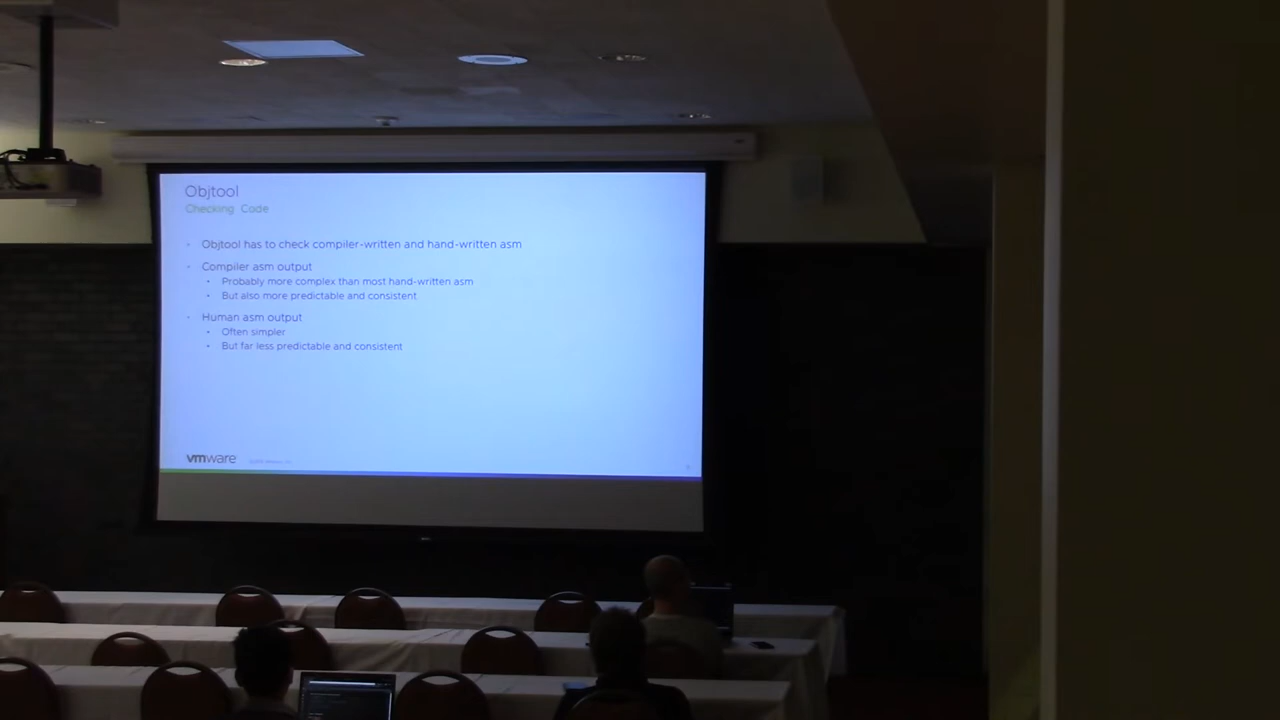 Objtool
Checking Code
Objtool has to check compiler-written and hand-written asm
Compiler asm output
Probably more complex than most hand-written asm
But also more predictable and consistent
Human asm output
Often simpler
But far less predictable and consistent
vmware